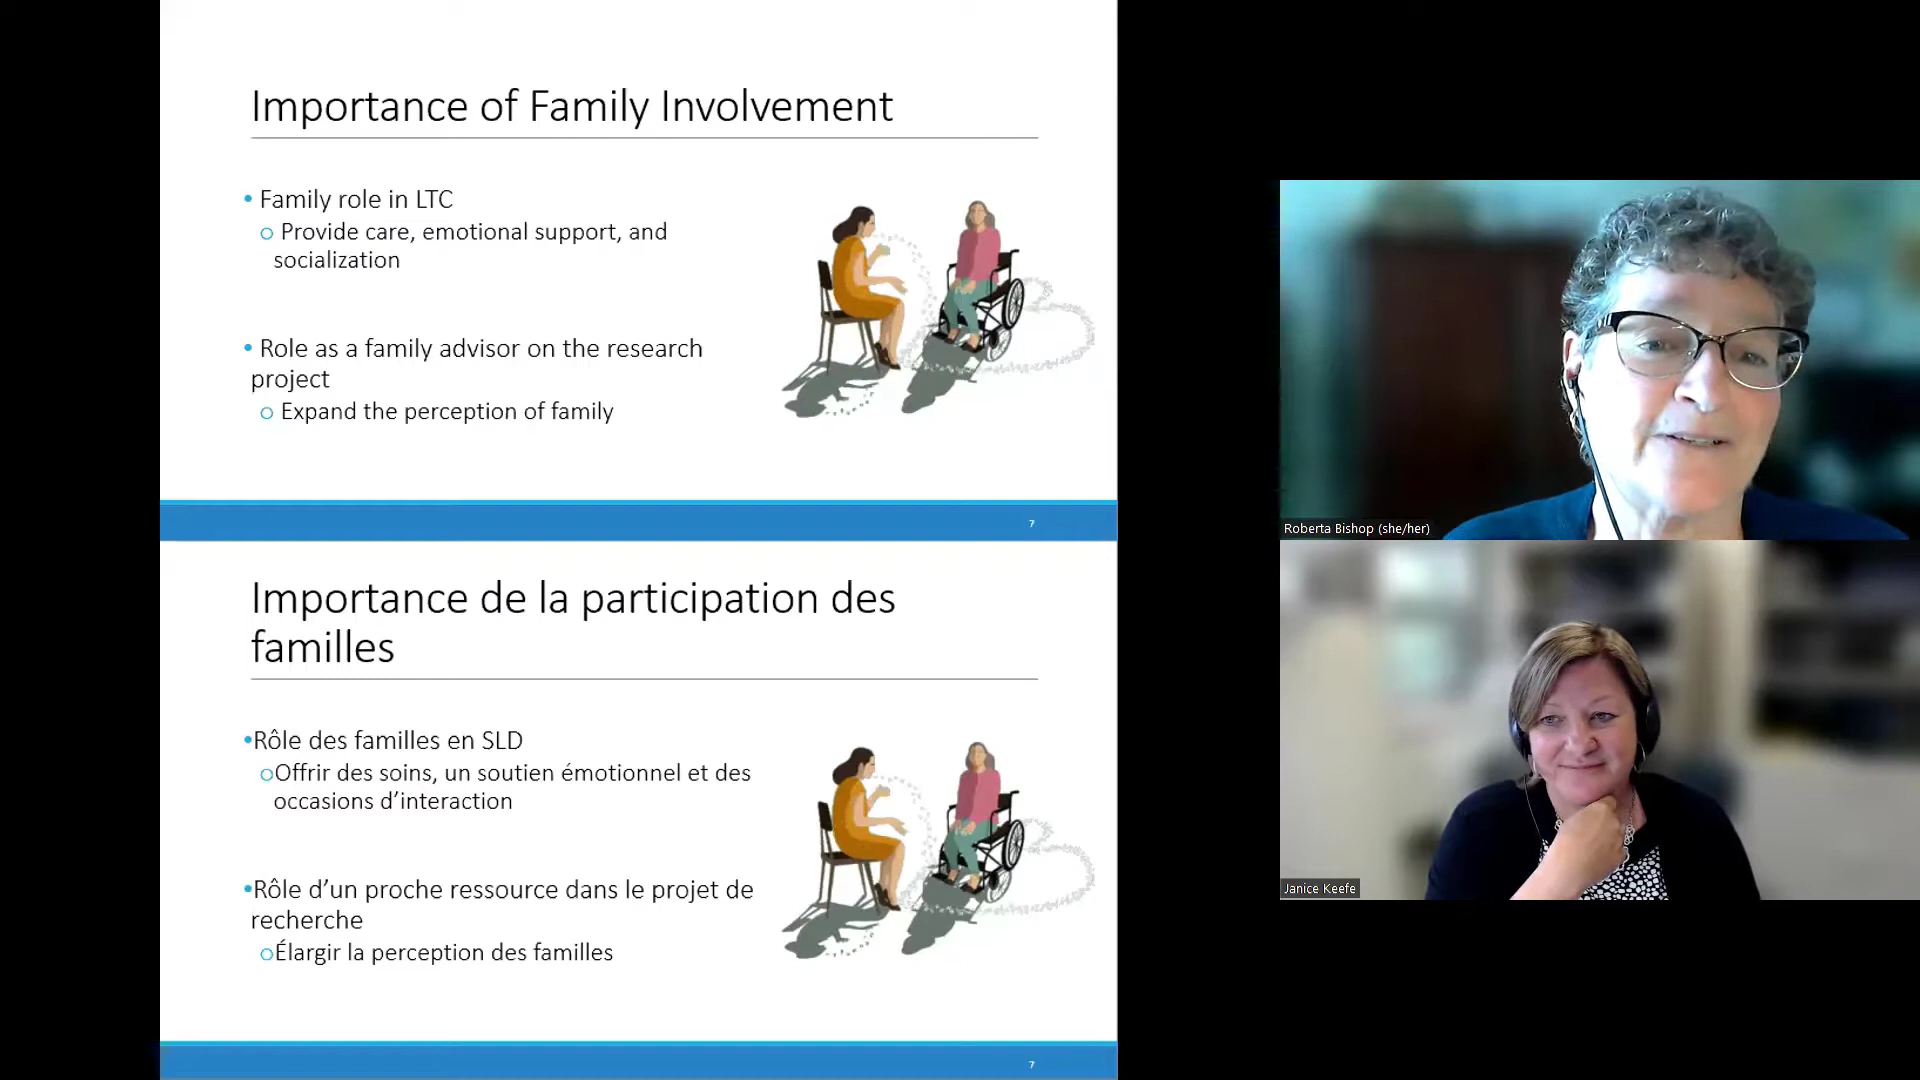 Importance of Family Involvement
• Family role in LTC
o Provide care, emotional support, and
socialization
• Role as a family advisor on the research
project
o Expand the perception of family
7
Importance de la participation des
familles
•Rôle des familles en SLD
oOffrir des soins, un soutien émotionnel et des
occasions d’interaction
•Rôle d’un proche ressource dans le projet de
recherche
oÉlargir la perception des familles
7
Roberta Bishop (she/her)
Janice Keefe